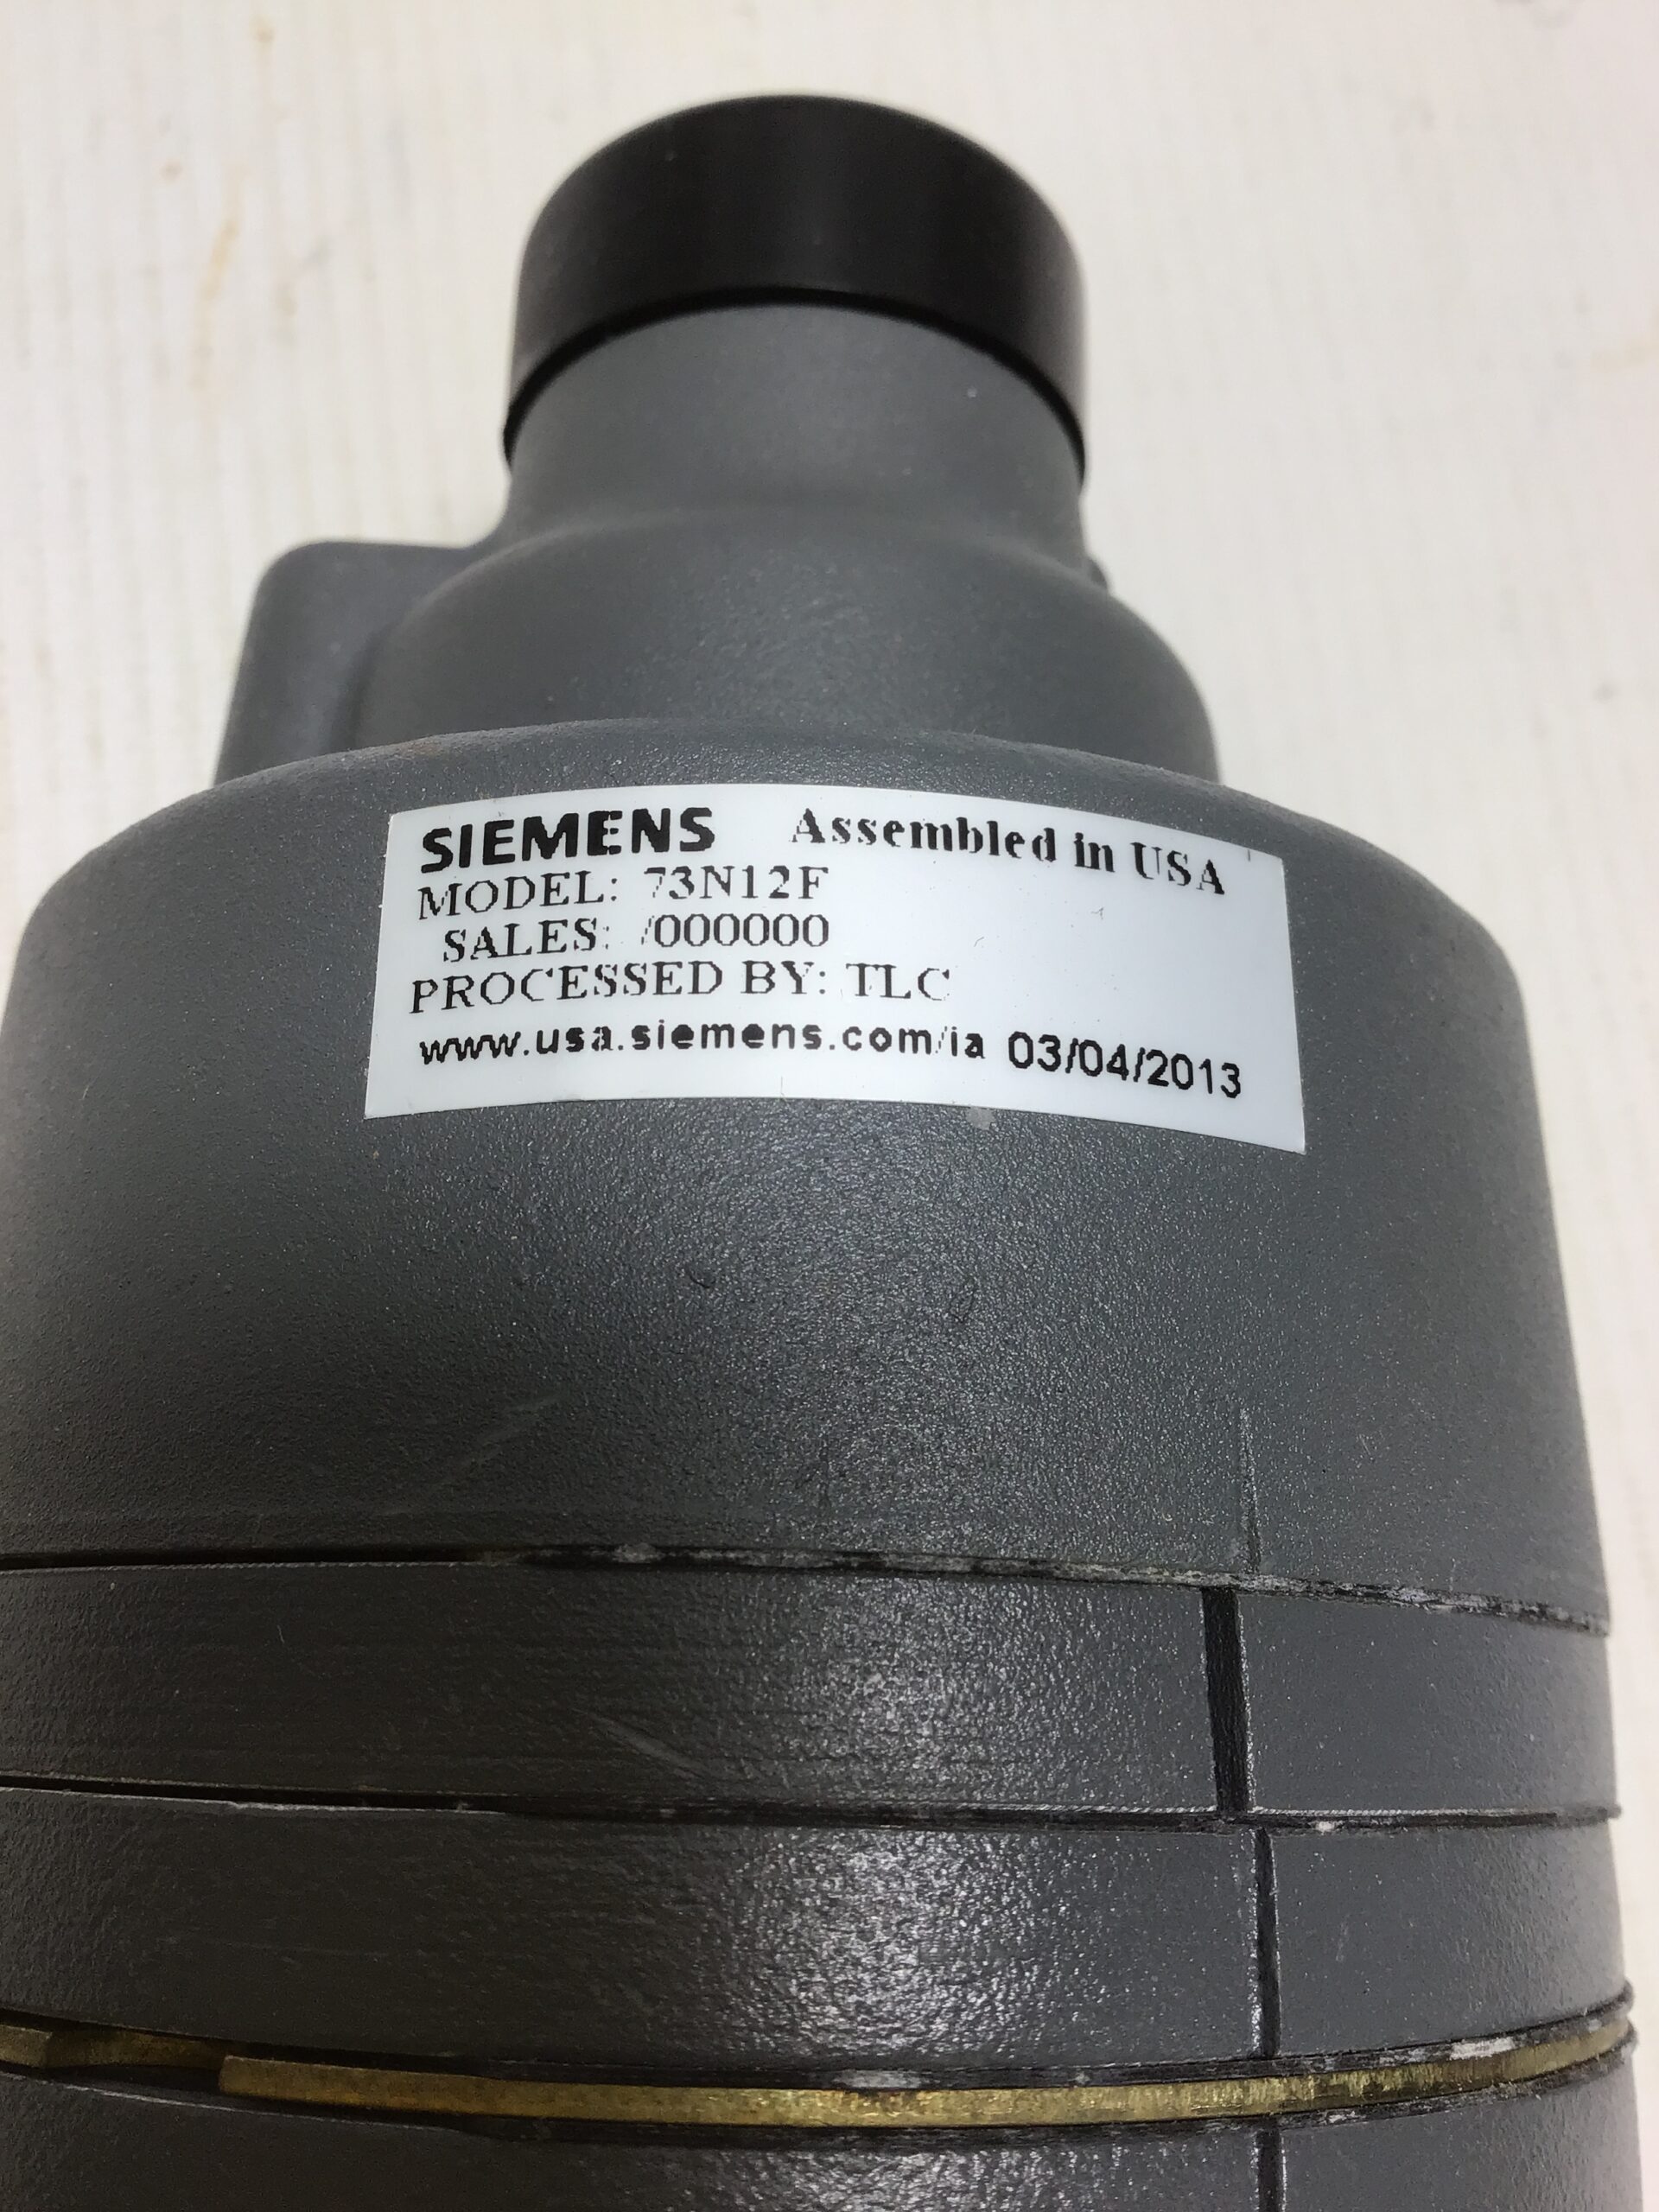 SIEMENS Assembled in USA
MODEL: 73N12F
SALES: /000000
PROCESSED BY: TLC
www.usa.siemens.com/ia 03/04/2013